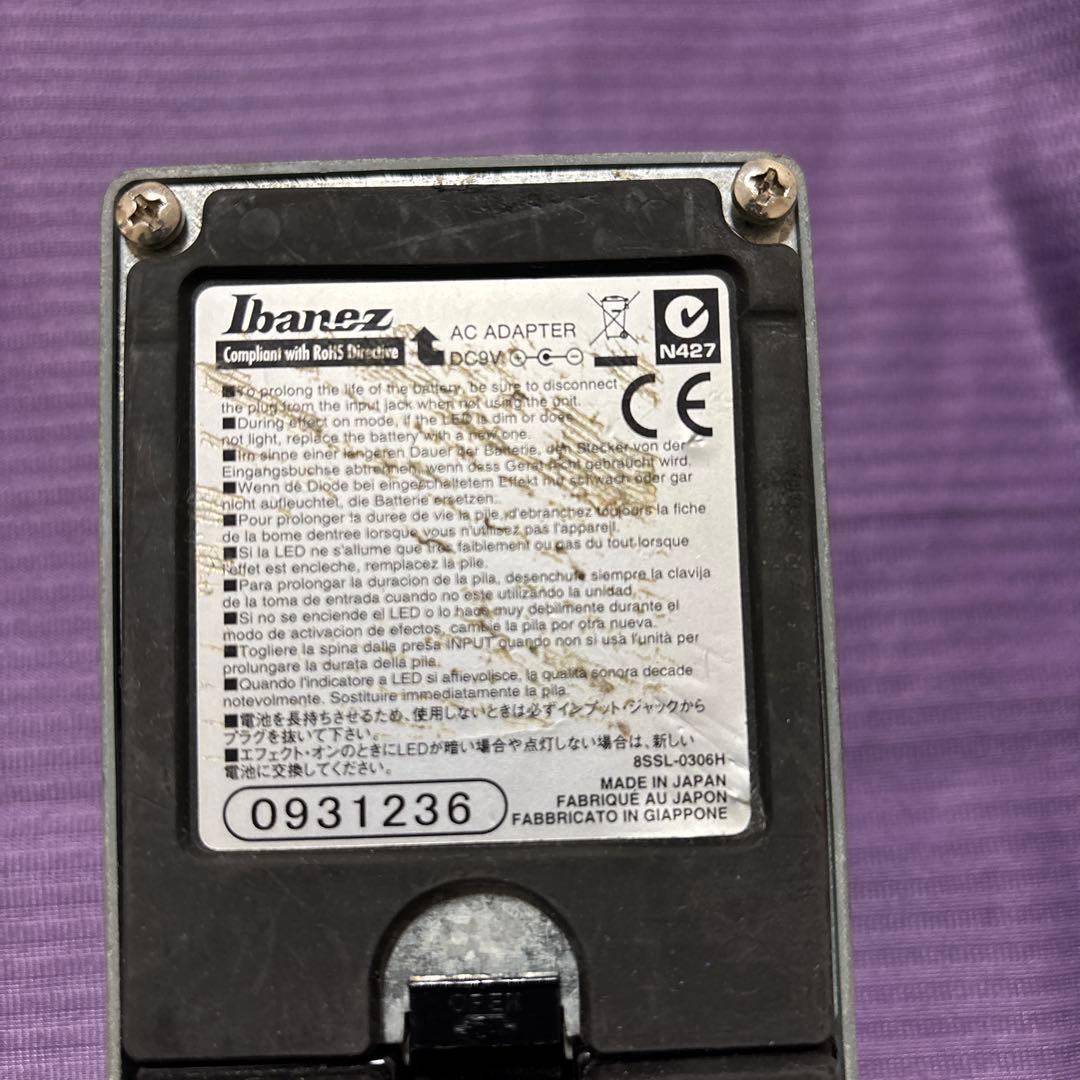 Ibanez
Compliant with RoHS Directive
AC ADAPTER
DC9V
N427
CE
■To prolong the life of the battery, be sure to disconnect
the plug from the input jack when not using the unit.
■During effect on mode, if the LED is dim or does
not light, replace the battery with a new one.
■Im sinne einer langeren Dauer der Batterie, den Stecker von der
Eingangsbuchse abtrennen, wenn dass Gerat nicht gebraucht wird.
■Wenn de Diode bei eingeschaltetem Effekt nur schwach oder gar
nicht aufleuchtet, die Batterie ersetzen.
■Pour prolonger la duree de vie la pile, d'ebranchez toujours la fiche
de la borne dentree lorsque vous n'utilisez pas l'appareil.
■Si la LED ne s'allume que tres faiblement ou pas du tout lorsque
l'effet est encleche, remplacez la pile.
■Para prolongar la duracion de la pila, desenchufe siempre la clavija
de la toma de entrada cuando no este utilizando la unidad.
■Si no se enciende el LED o lo hace muy debilmente durante el
modo de activacion de efectos, cambie la pila por otra nueva.
■Togliere la spina dalla presa INPUT quando non si usa l'unità per
prolungare la durata della pila.
■Quando l'indicatore a LED si affievolisce, la qualità sonora decade
notevolmente. Sostituire immediatamente la pila.
■電池を長持ちさせるため、使用しないときは必ずインプット・ジャックから
プラグを抜いて下さい。
■エフェクト・オンのときにLEDが暗い場合や点灯しない場合は、新しい
電池に交換してください。
8SSL-0306H
MADE IN JAPAN
FABRIQUÉ AU JAPON
FABBRICATO IN GIAPPONE
0931236
OPEN